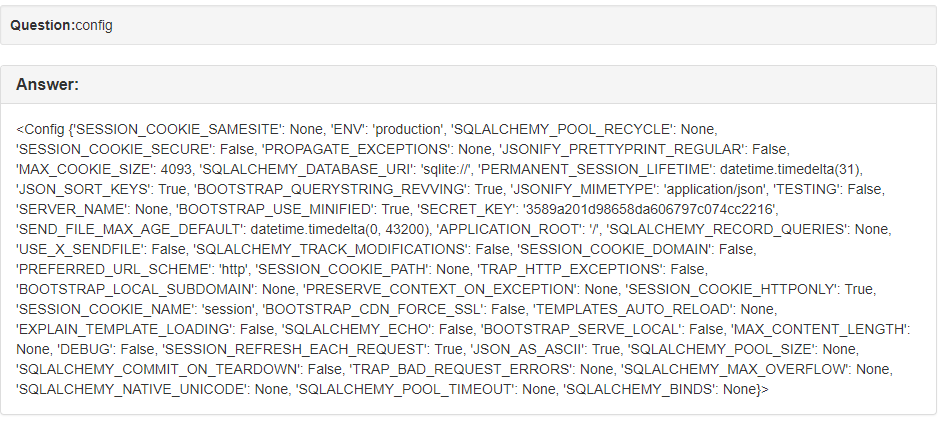 Question:config
Answer:
<Config {'SESSION_COOKIE_SAMESITE': None, 'ENV': 'production', 'SQLALCHEMY_POOL_RECYCLE': None,
'SESSION_COOKIE_SECURE': False, 'PROPAGATE_EXCEPTIONS': None, 'JSONIFY_PRETTYPRINT_REGULAR': False,
'MAX_COOKIE_SIZE': 4093, 'SQLALCHEMY_DATABASE_URI': 'sqlite://', 'PERMANENT_SESSION_LIFETIME': datetime.timedelta(31),
'JSON_SORT_KEYS': True, 'BOOTSTRAP_QUERYSTRING_REVVING': True, 'JSONIFY_MIMETYPE': 'application/json', 'TESTING': False,
'SERVER_NAME': None, 'BOOTSTRAP_USE_MINIFIED': True, 'SECRET_KEY': '3589a201d98658da606797c074cc2216',
'SEND_FILE_MAX_AGE_DEFAULT': datetime.timedelta(0, 43200), 'APPLICATION_ROOT': '/', 'SQLALCHEMY_RECORD_QUERIES': None,
'USE_X_SENDFILE': False, 'SQLALCHEMY_TRACK_MODIFICATIONS': False, 'SESSION_COOKIE_DOMAIN': False,
'PREFERRED_URL_SCHEME': 'http', 'SESSION_COOKIE_PATH': None, 'TRAP_HTTP_EXCEPTIONS': False,
'BOOTSTRAP_LOCAL_SUBDOMAIN': None, 'PRESERVE_CONTEXT_ON_EXCEPTION': None, 'SESSION_COOKIE_HTTPONLY': True,
'SESSION_COOKIE_NAME': 'session', 'BOOTSTRAP_CDN_FORCE_SSL': False, 'TEMPLATES_AUTO_RELOAD': None,
'EXPLAIN_TEMPLATE_LOADING': False, 'SQLALCHEMY_ECHO': False, 'BOOTSTRAP_SERVE_LOCAL': False, 'MAX_CONTENT_LENGTH':
None, 'DEBUG': False, 'SESSION_REFRESH_EACH_REQUEST': True, 'JSON_AS_ASCII': True, 'SQLALCHEMY_POOL_SIZE': None,
'SQLALCHEMY_COMMIT_ON_TEARDOWN': False, 'TRAP_BAD_REQUEST_ERRORS': None, 'SQLALCHEMY_MAX_OVERFLOW': None,
'SQLALCHEMY_NATIVE_UNICODE': None, 'SQLALCHEMY_POOL_TIMEOUT': None, 'SQLALCHEMY_BINDS': None}>